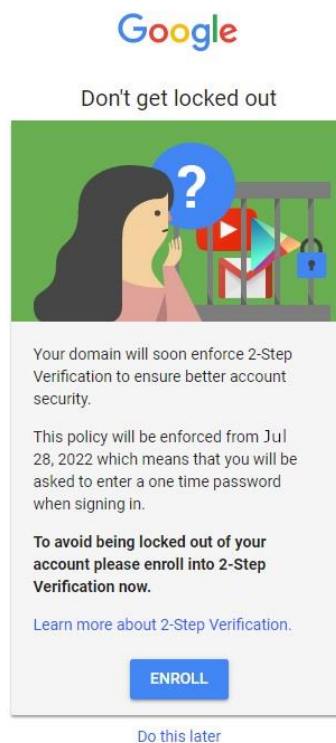 Google
Don't get locked out
?
Your domain will soon enforce 2-Step
Verification to ensure better account
security.
This policy will be enforced from Jul
28, 2022 which means that you will be
asked to enter a one time password
when signing in.
To avoid being locked out of your
account please enroll into 2-Step
Verification now.
Learn more about 2-Step Verification.
ENROLL
Do this later